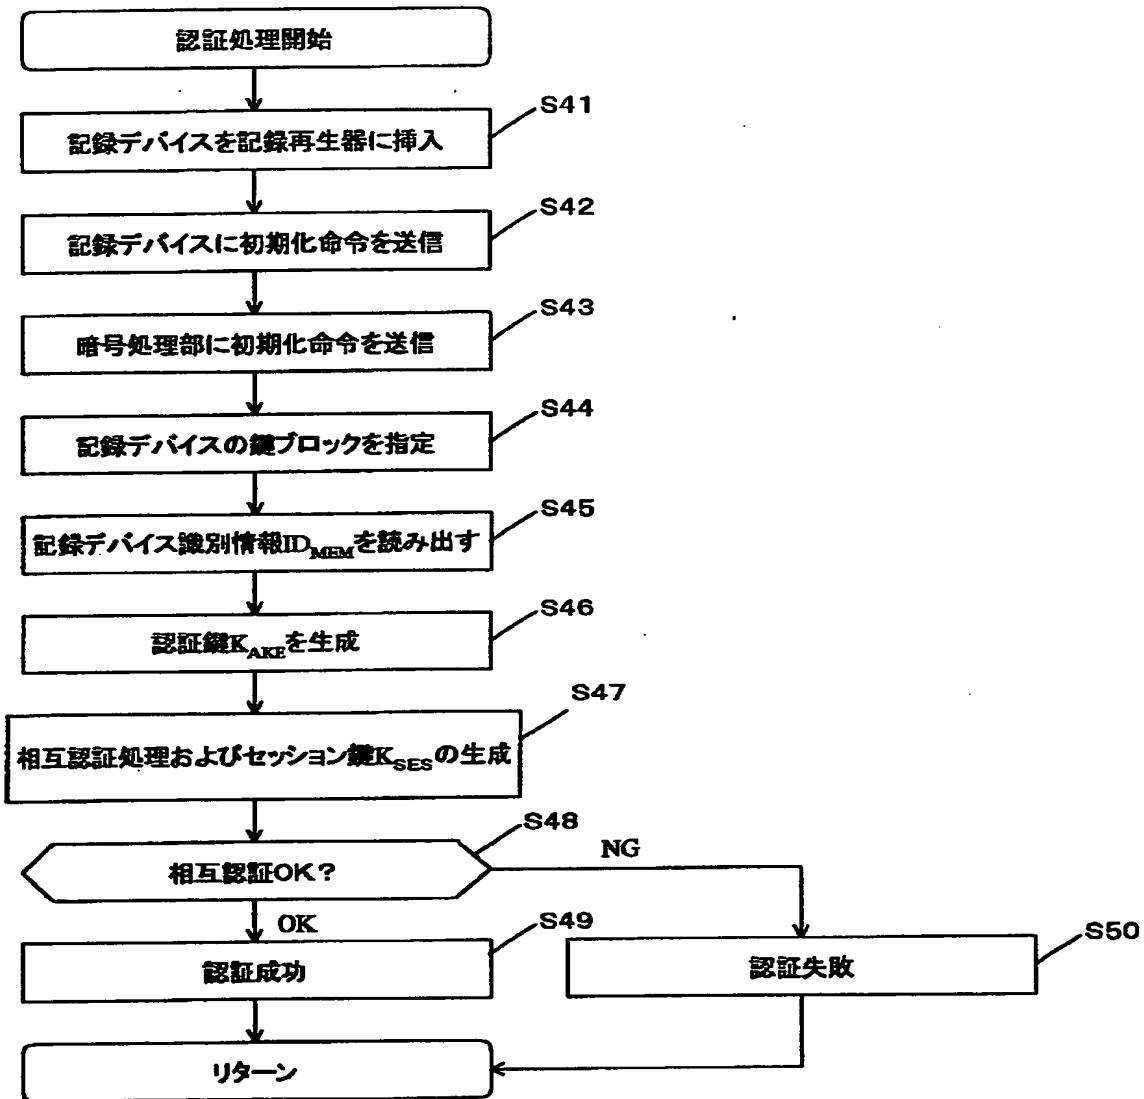 認証処理開始
S41
記録デバイスを記録再生器に挿入
S42
記録デバイスに初期化命令を送信
S43
暗号処理部に初期化命令を送信
S44
記録デバイスの鍵ブロックを指定
S45
記録デバイス識別情報ID_MEMを読み出す
S46
認証鍵K_AKEを生成
S47
相互認証処理およびセッション鍵K_SESの生成
S48
相互認証OK?
NG
OK
S49
認証成功
S50
認証失敗
リターン